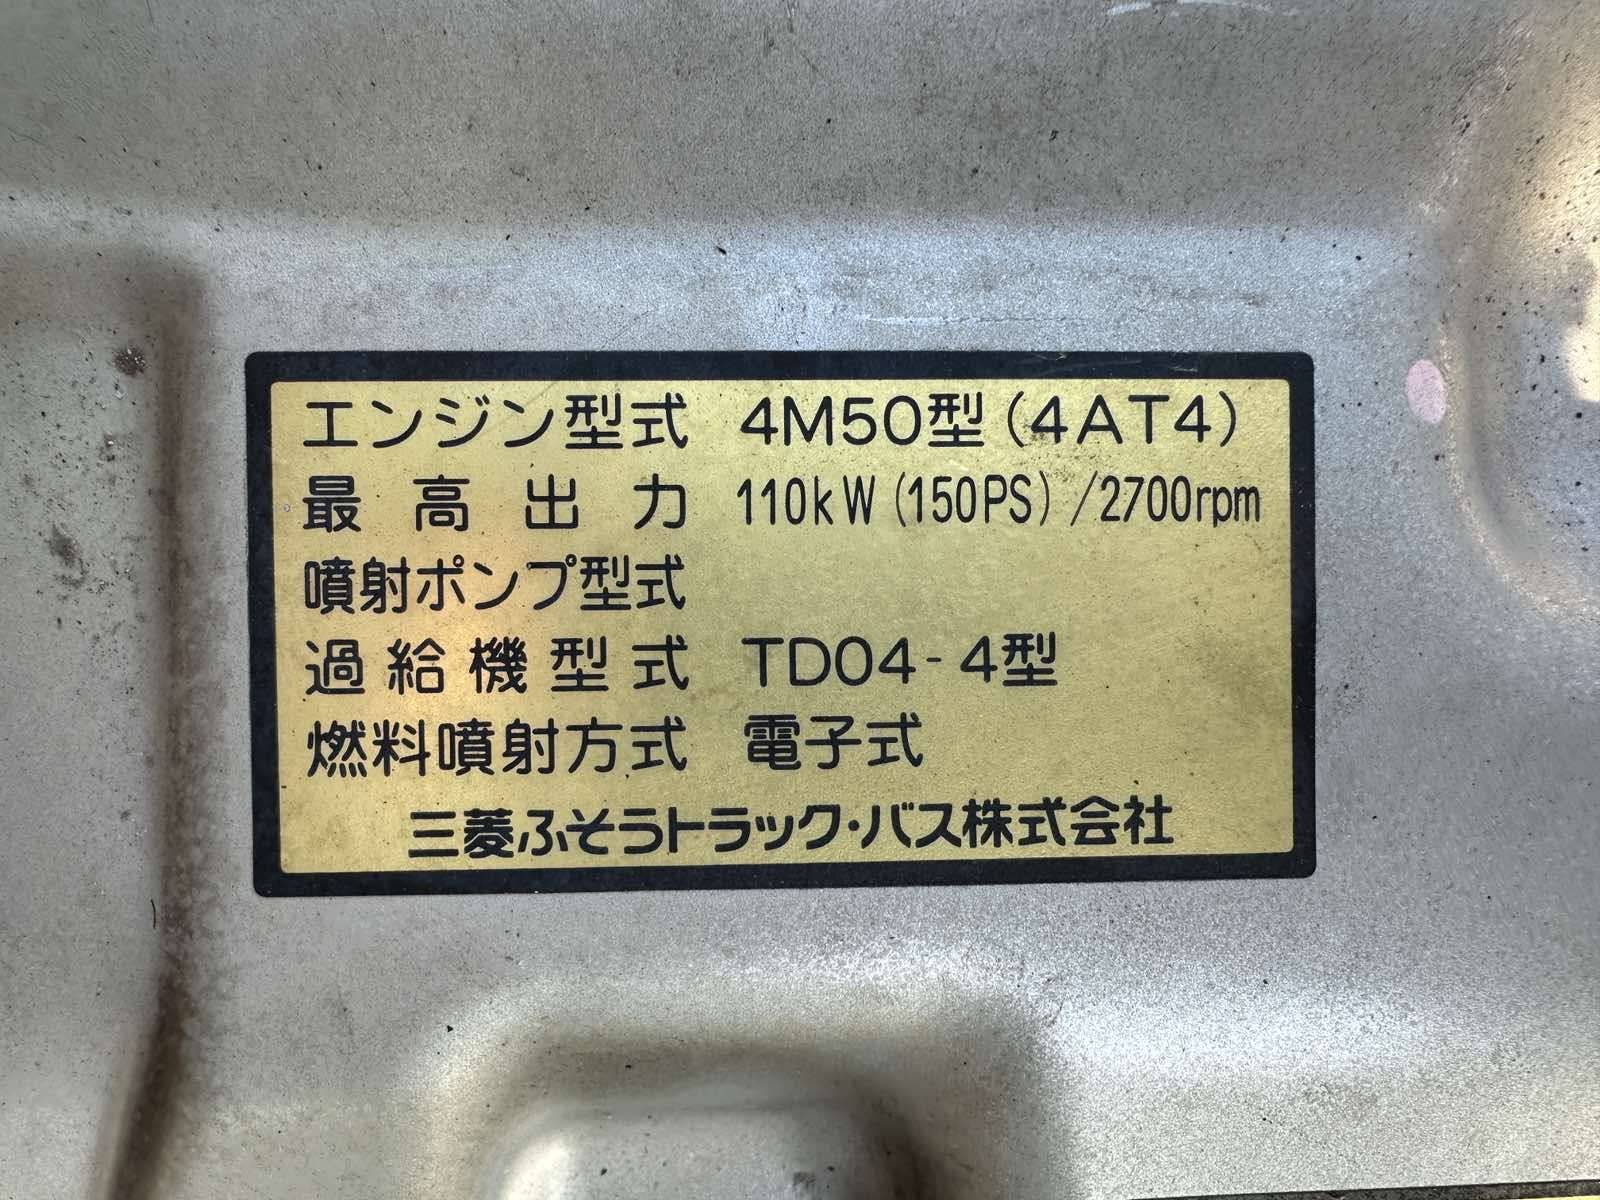 エンジン型式 4M50型(4AT4)
最高出力 110kW(150PS)/2700rpm
噴射ポンプ型式
過給機型式 TD04-4型
燃料噴射方式 電子式
三菱ふそうトラック・バス株式会社